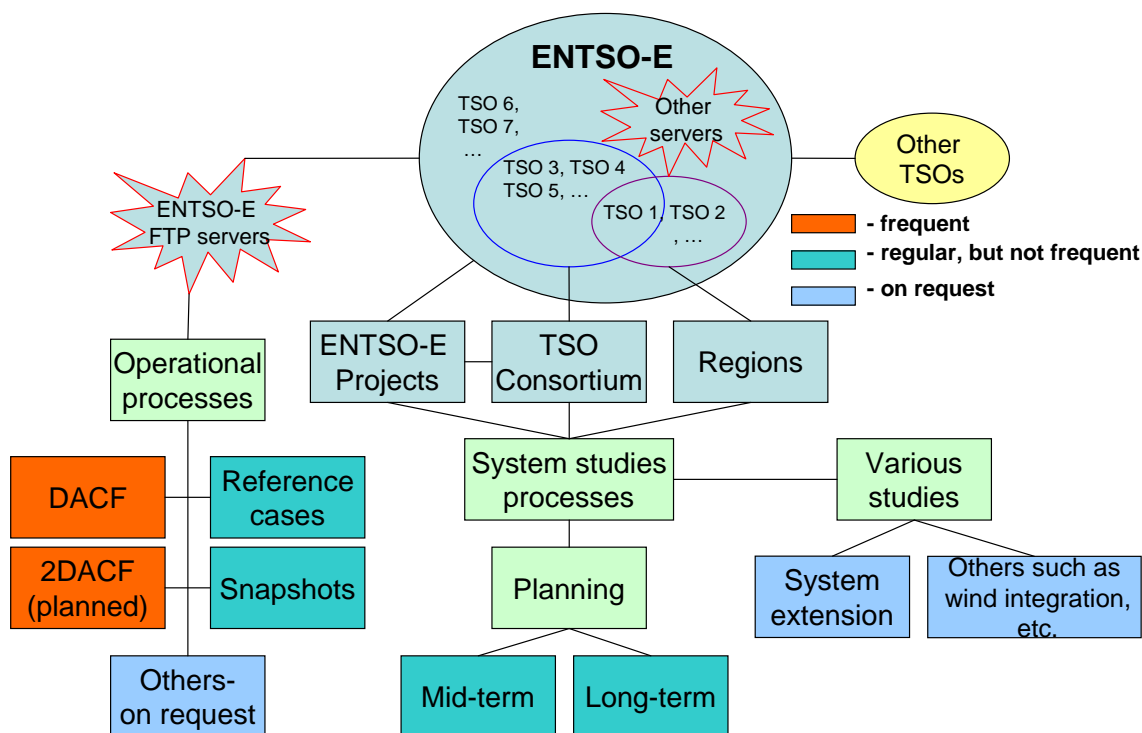 ENTSO-E
TSO 6,
TSO 7,
...
Other
servers
TSO 3, TSO 4
TSO 5, ...
TSO 1, TSO 2
, ...
Other
TSOs
ENTSO-E
FTP servers
- frequent
- regular, but not frequent
- on request
Operational
processes
ENTSO-E
Projects
TSO
Consortium
Regions
DACF
Reference
cases
System studies
processes
Various
studies
2DACF
(planned)
Snapshots
Planning
System
extension
Others such as
wind integration,
etc.
Others-
on request
Mid-term
Long-term